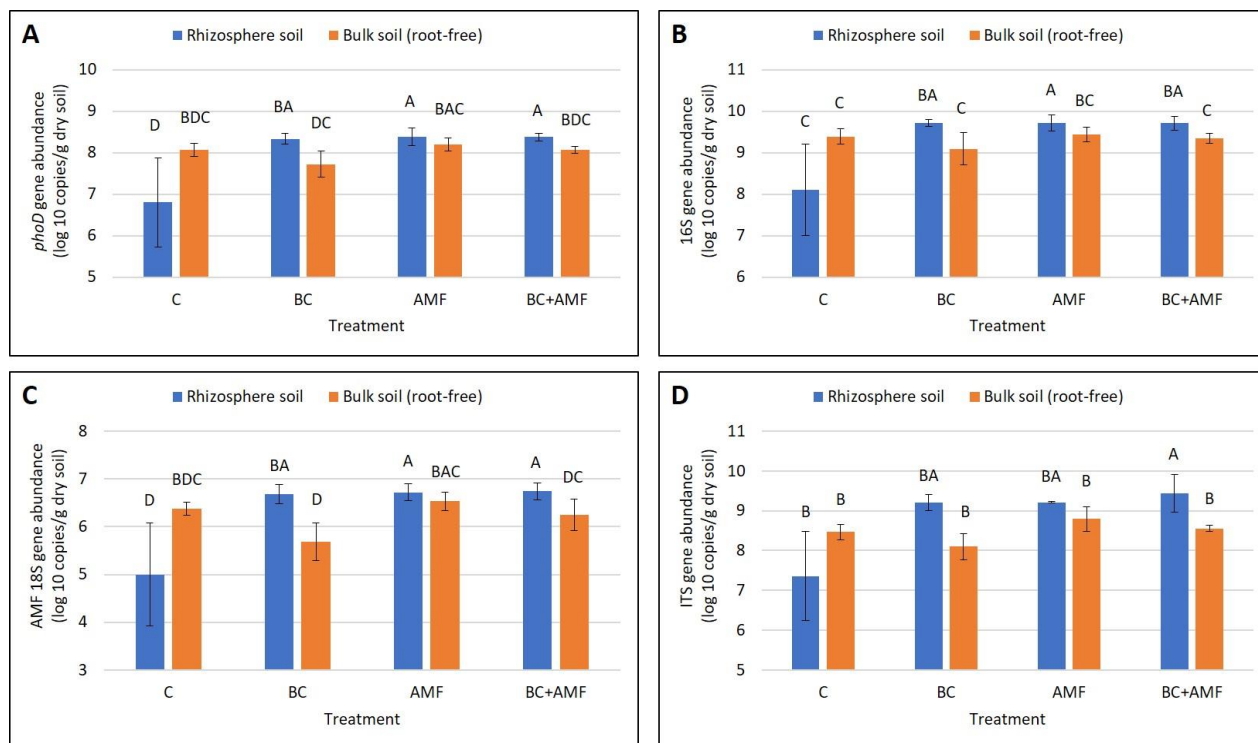 A
Rhizosphere soil Bulk soil (root-free)
phoD gene abundance
(log 10 copies/g dry soil)
10
9
8
7
6
5
D BDC BA DC A BAC A BDC
C BC AMF BC+AMF
Treatment
B
Rhizosphere soil Bulk soil (root-free)
16S gene abundance
(log 10 copies/g dry soil)
11
10
9
8
7
6
C C BA C A BC BA C
C BC AMF BC+AMF
Treatment
C
Rhizosphere soil Bulk soil (root-free)
AMF 18S gene abundance
(log 10 copies/g dry soil)
8
7
6
5
4
3
D BDC BA D A BAC A DC
C BC AMF BC+AMF
Treatment
D
Rhizosphere soil Bulk soil (root-free)
ITS gene abundance
(log 10 copies/g dry soil)
11
10
9
8
7
6
5
B B BA B BA B A B
C BC AMF BC+AMF
Treatment